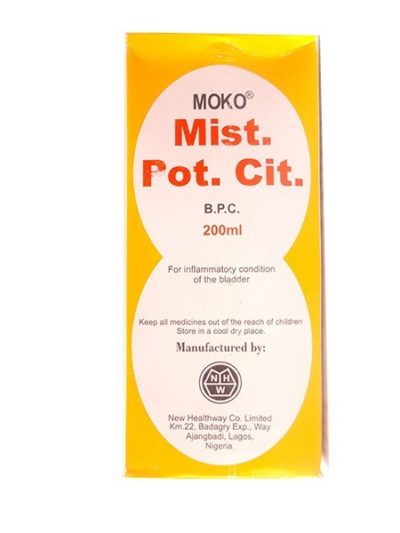 MOKO®
Mist.
Pot. Cit.
B.P.C.
200ml
For inflammatory condition
of the bladder
Keep all medicines out of the reach of children
Store in a cool dry place.
Manufactured by:
N H
W
New Healthway Co. Limited
Km.22, Badagry Exp., Way
Ajangbadi, Lagos,
Nigeria.